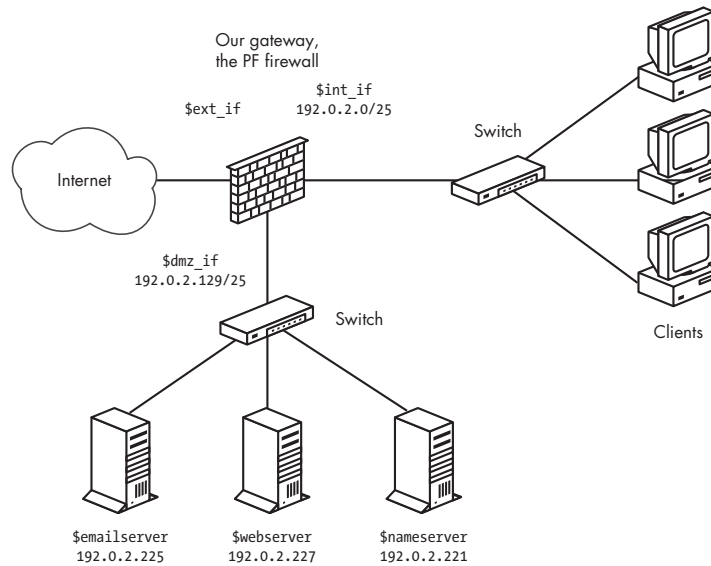 Our gateway,
the PF firewall
$ext_if
$int_if
192.0.2.0/25
Switch
Internet
$dmz_if
192.0.2.129/25
Switch
Clients
$emailserver
192.0.2.225
$webserver
192.0.2.227
$nameserver
192.0.2.221